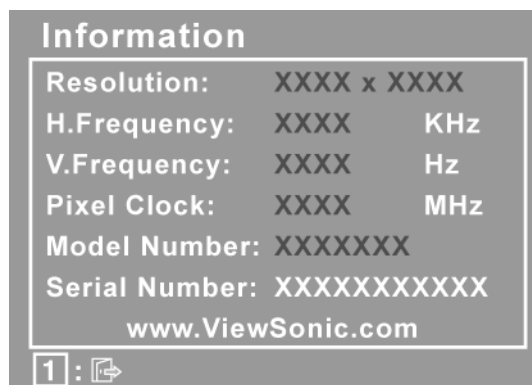 Information
Resolution: XXXX x XXXX
H.Frequency: XXXX KHz
V.Frequency: XXXX Hz
Pixel Clock: XXXX MHz
Model Number: XXXXXXX
Serial Number: XXXXXXXXXXX
www.ViewSonic.com
1 :